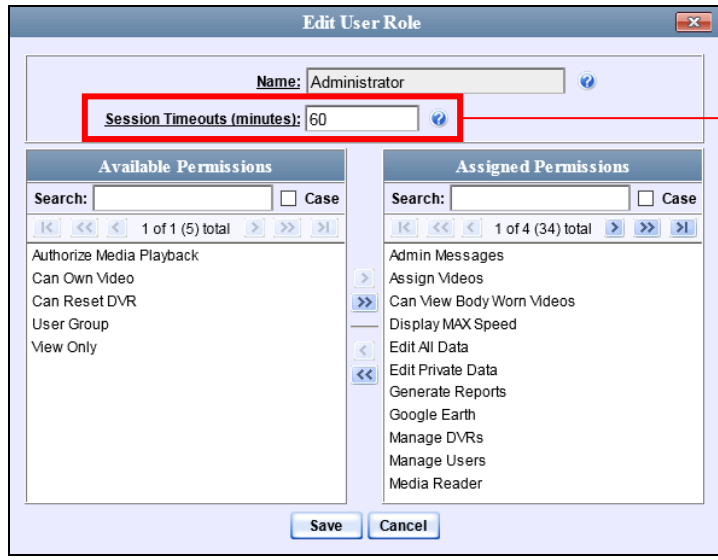 Edit User Role
Name: Administrator
Session Timeouts (minutes): 60
Available Permissions
Search: Case
1 of 1 (5) total
Authorize Media Playback
Can Own Video
Can Reset DVR
User Group
View Only
Assigned Permissions
Search: Case
1 of 4 (34) total
Admin Messages
Assign Videos
Can View Body Worn Videos
Display MAX Speed
Edit All Data
Edit Private Data
Generate Reports
Google Earth
Manage DVRs
Manage Users
Media Reader
Save Cancel